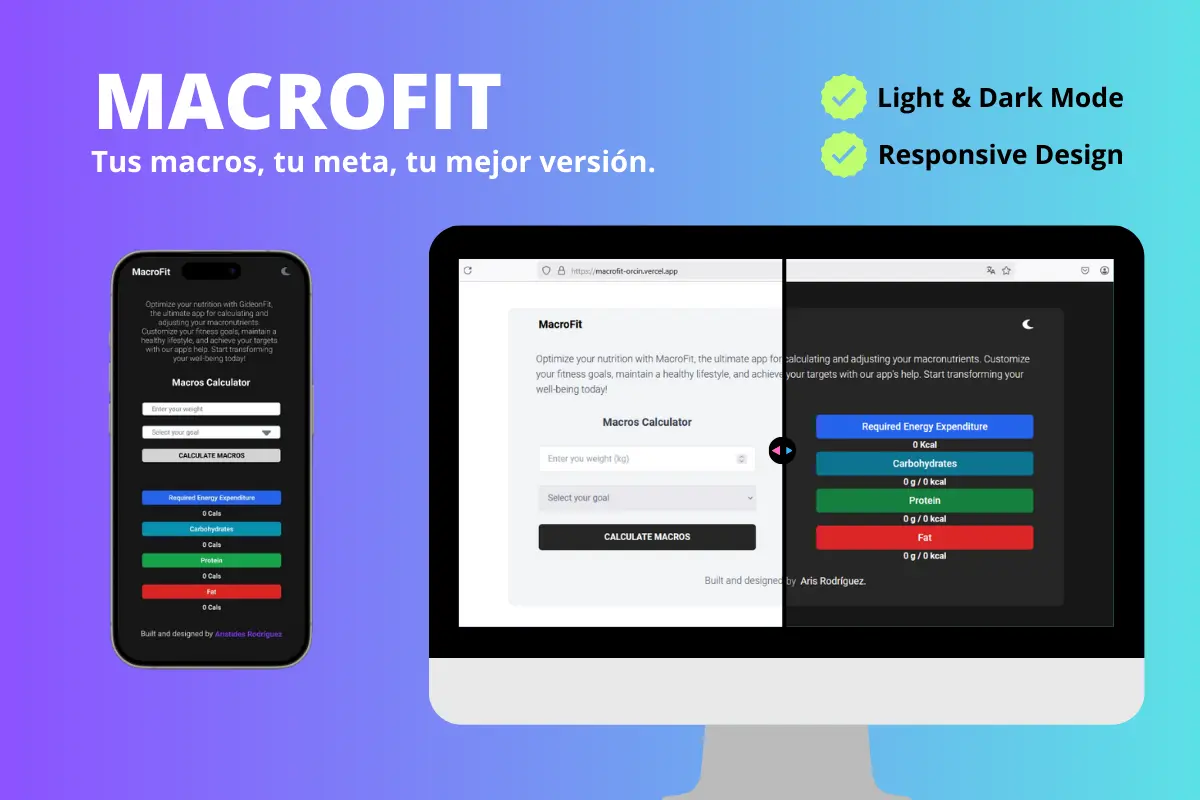 MACROFIT
Tus macros, tu meta, tu mejor versión.
Light & Dark Mode
Responsive Design
MacroFit
Optimize your nutrition with GideonFit,
the ultimate app for calculating and
adjusting your macronutrients
Customize your fitness goals, maintain a
healthy lifestyle, and achieve your targets
with our app's help. Start transforming
your well-being today!
Macros Calculator
Enter your weight
Select your goal
CALCULATE MACROS
Required Energy Expenditure
0 Cals
Carbohydrates
0 Cals
Protein
0 Cals
Fat
0 Cals
Built and designed by Aristides Rodríguez
https://macrofit-orcin.vercel.app
MacroFit
Optimize your nutrition with MacroFit, the ultimate app for calculating and adjusting your macronutrients. Customize
your fitness goals, maintain a healthy lifestyle, and achieve your targets with our app's help. Start transforming your
well-being today!
Macros Calculator
Enter you weight (kg)
Select your goal
CALCULATE MACROS
Required Energy Expenditure
0 Kcal
Carbohydrates
0 g / 0 kcal
Protein
0 g / 0 kcal
Fat
0 g / 0 kcal
Built and designed by Aris Rodríguez.